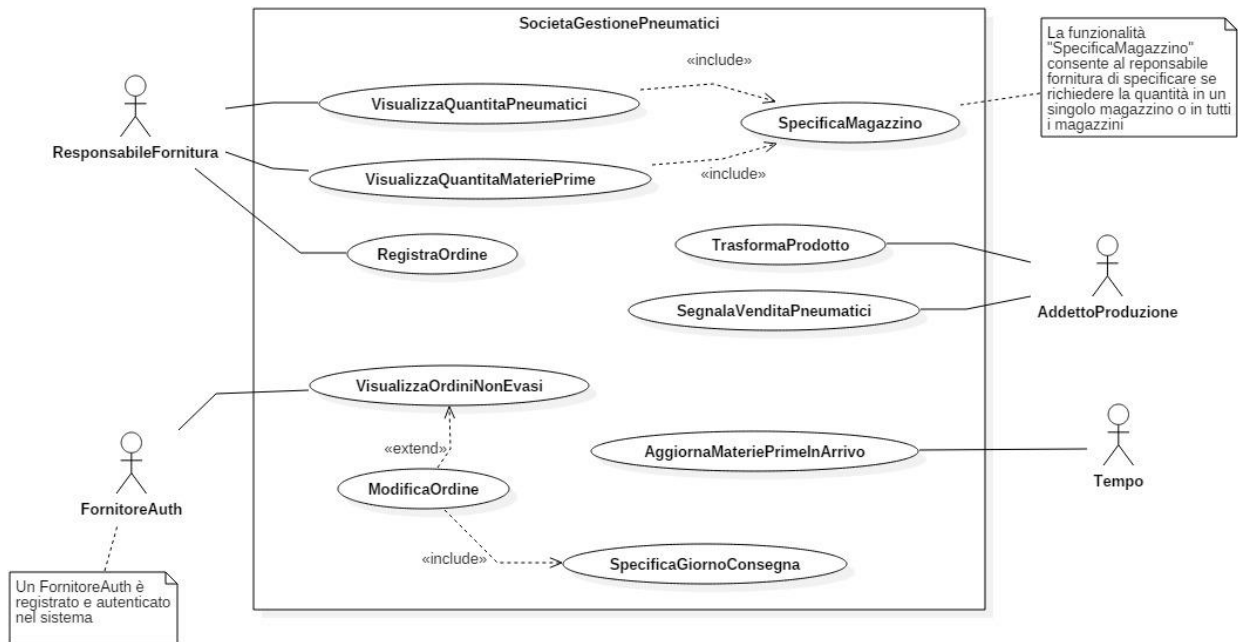 SocietaGestionePneumatici
La funzionalità
"SpecificaMagazzino"
consente al reponsabile
fornitura di specificare se
richiedere la quantità in un
singolo magazzino o in tutti
i magazzini
«include»
VisualizzaQuantitaPneumatici
SpecificaMagazzino
ResponsabileFornitura
VisualizzaQuantitaMateriePrime
«include»
RegistraOrdine
TrasformaProdotto
SegnalaVenditaPneumatici
AddettoProduzione
VisualizzaOrdiniNonEvasi
«extend»
AggiornaMateriePrimeInArrivo
Tempo
ModificaOrdine
FornitoreAuth
«include»
SpecificaGiornoConsegna
Un FornitoreAuth è
registrato e autenticato
nel sistema